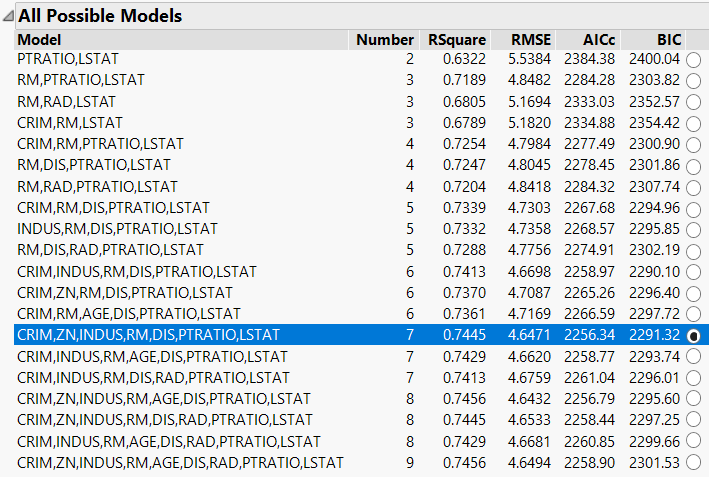 All Possible Models
Model Number RSquare RMSE AICc BIC
PTRATIO,LSTAT 2 0.6322 5.5384 2384.38 2400.04
RM,PTRATIO,LSTAT 3 0.7189 4.8482 2284.28 2303.82
RM,RAD,LSTAT 3 0.6805 5.1694 2333.03 2352.57
CRIM,RM,LSTAT 3 0.6789 5.1820 2334.88 2354.42
CRIM,RM,PTRATIO,LSTAT 4 0.7254 4.7984 2277.49 2300.90
RM,DIS,PTRATIO,LSTAT 4 0.7247 4.8045 2278.45 2301.86
RM,RAD,PTRATIO,LSTAT 4 0.7204 4.8418 2284.32 2307.74
CRIM,RM,DIS,PTRATIO,LSTAT 5 0.7339 4.7303 2267.68 2294.96
INDUS,RM,DIS,PTRATIO,LSTAT 5 0.7332 4.7358 2268.57 2295.85
RM,DIS,RAD,PTRATIO,LSTAT 5 0.7288 4.7756 2274.91 2302.19
CRIM,INDUS,RM,DIS,PTRATIO,LSTAT 6 0.7413 4.6698 2258.97 2290.10
CRIM,ZN,RM,DIS,PTRATIO,LSTAT 6 0.7370 4.7087 2265.26 2296.40
CRIM,RM,AGE,DIS,PTRATIO,LSTAT 6 0.7361 4.7169 2266.59 2297.72
CRIM,ZN,INDUS,RM,DIS,PTRATIO,LSTAT 7 0.7445 4.6471 2256.34 2291.32
CRIM,INDUS,RM,AGE,DIS,PTRATIO,LSTAT 7 0.7429 4.6620 2258.77 2293.74
CRIM,INDUS,RM,DIS,RAD,PTRATIO,LSTAT 7 0.7413 4.6759 2261.04 2296.01
CRIM,ZN,INDUS,RM,AGE,DIS,PTRATIO,LSTAT 8 0.7456 4.6432 2256.79 2295.60
CRIM,ZN,INDUS,RM,DIS,RAD,PTRATIO,LSTAT 8 0.7445 4.6533 2258.44 2297.25
CRIM,INDUS,RM,AGE,DIS,RAD,PTRATIO,LSTAT 8 0.7429 4.6681 2260.85 2299.66
CRIM,ZN,INDUS,RM,AGE,DIS,RAD,PTRATIO,LSTAT 9 0.7456 4.6494 2258.90 2301.53